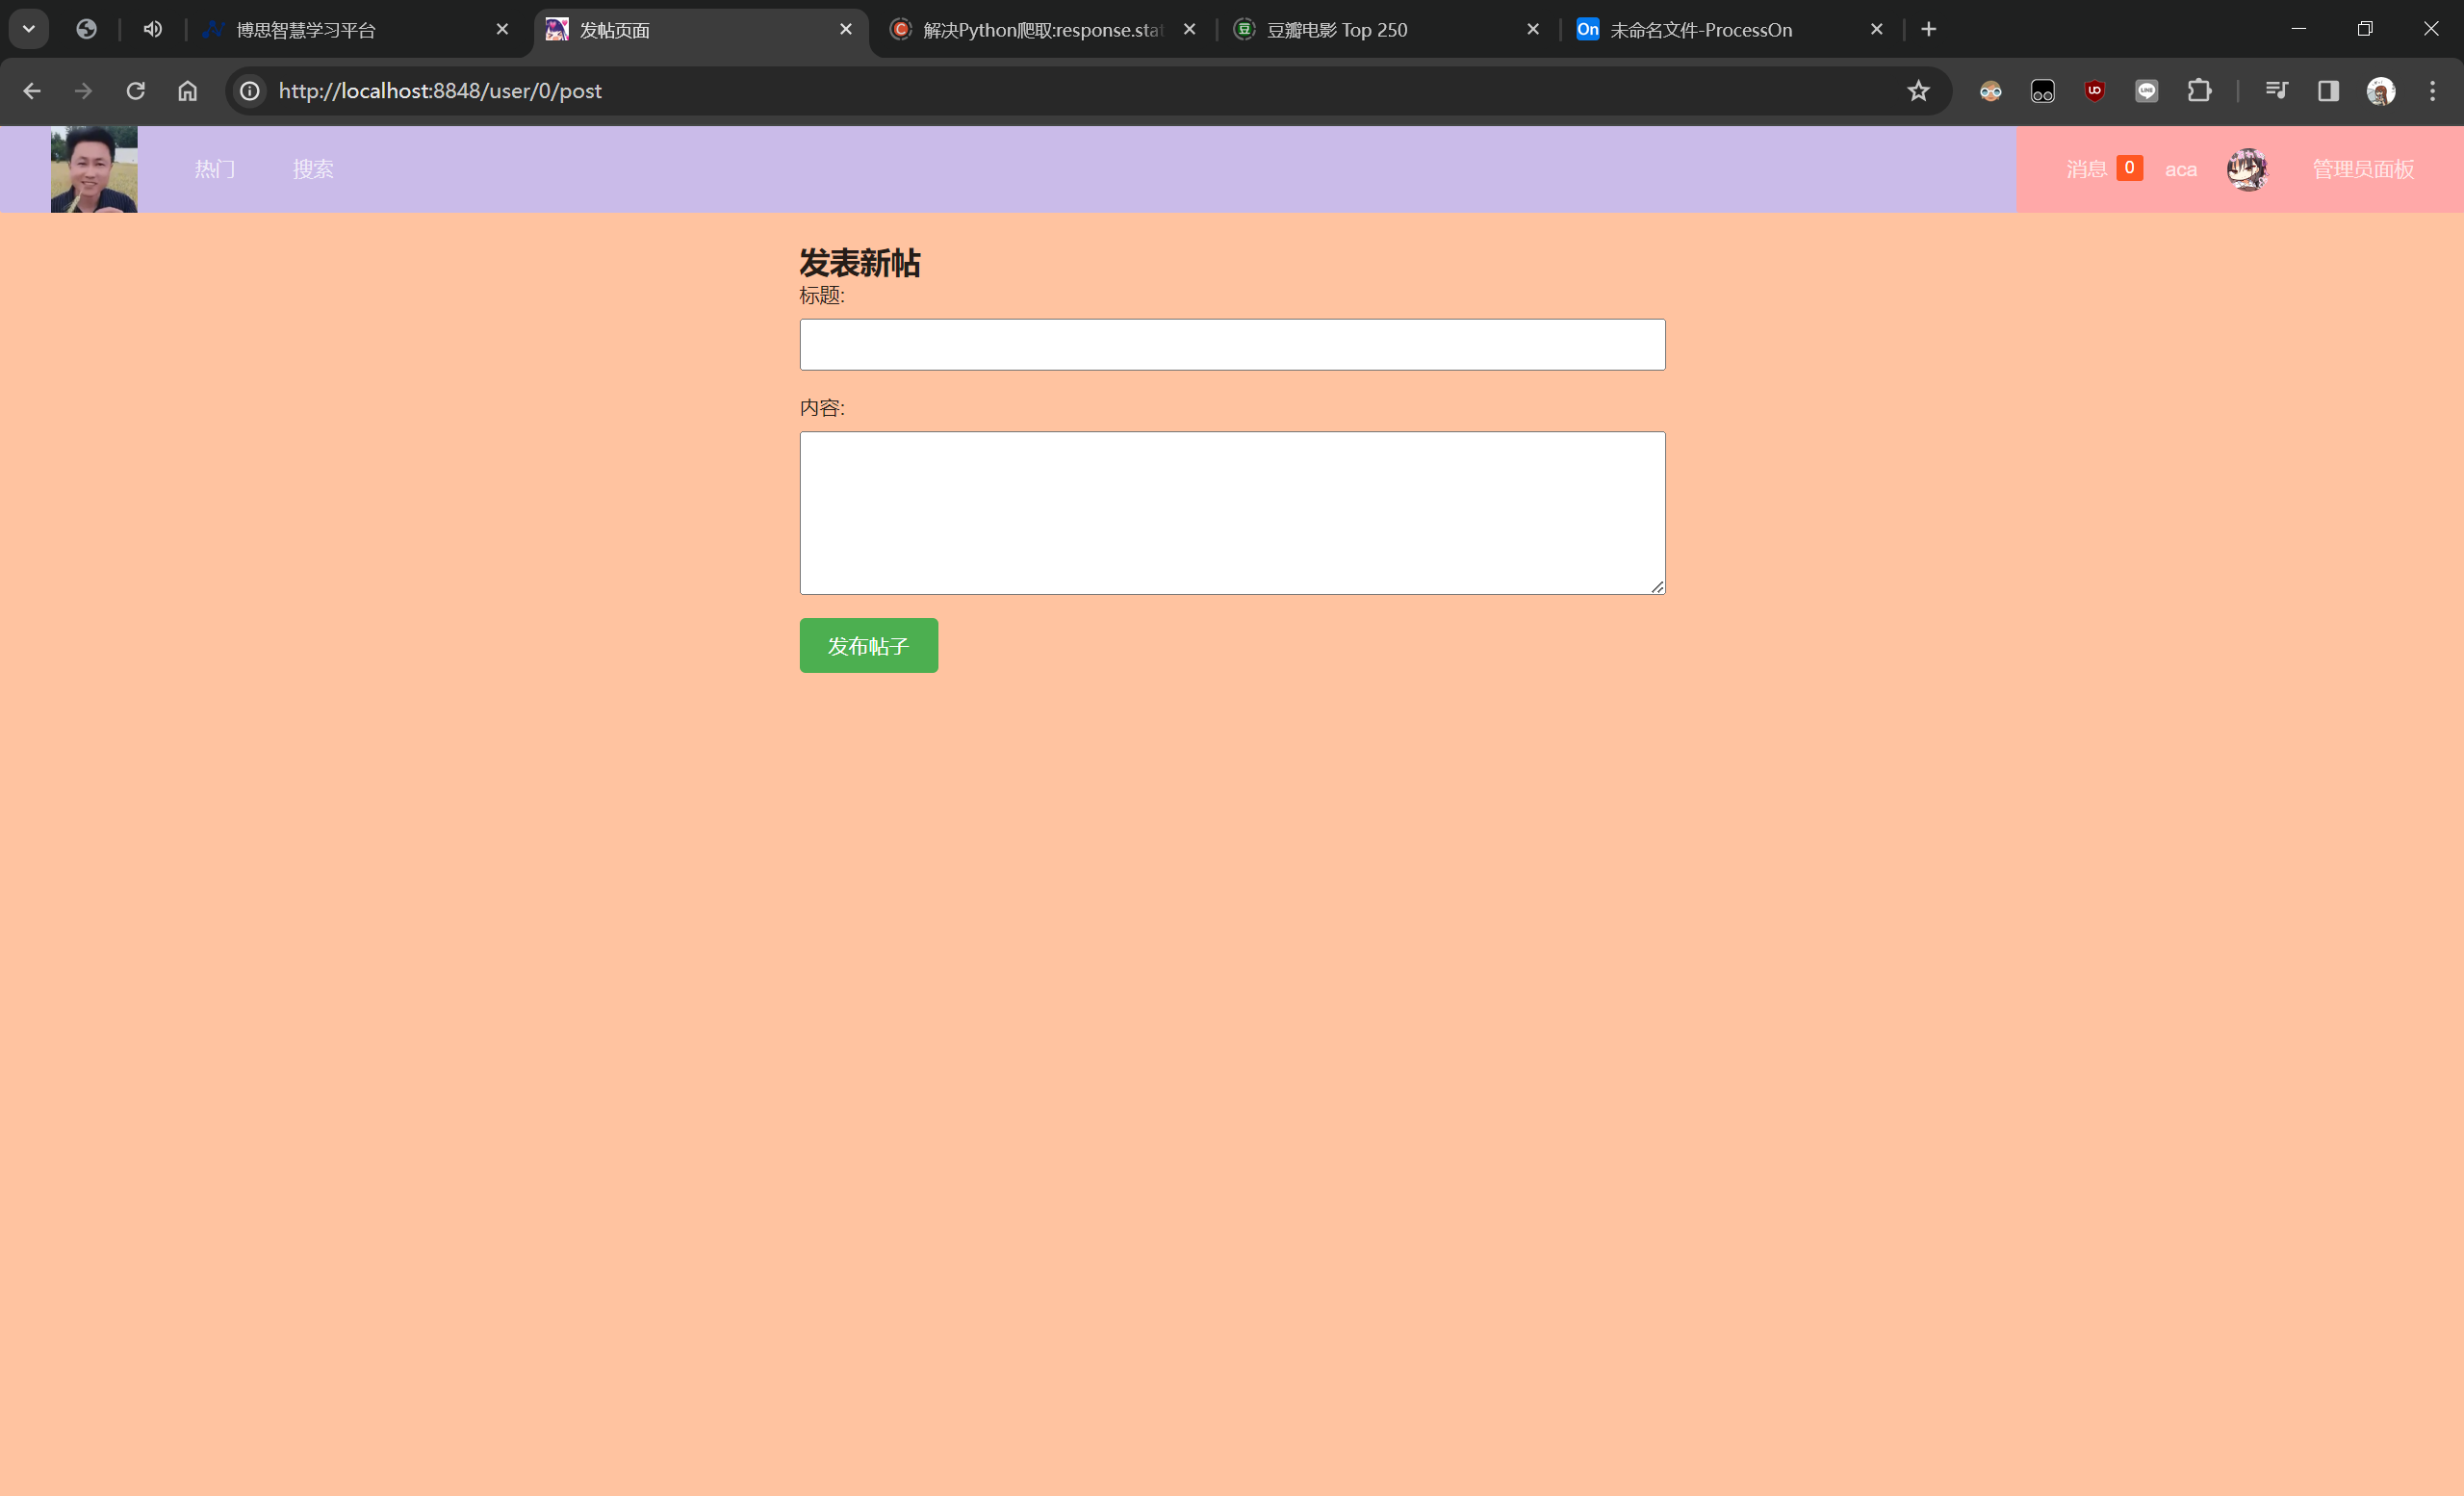 博思智慧学习平台
发帖页面
解决Python爬取:response.stat
豆瓣电影 Top 250
On 未命名文件-ProcessOn
http://localhost:8848/user/0/post
热门 搜索 消息 0 aca 管理员面板
发表新帖
标题:
内容:
发布帖子